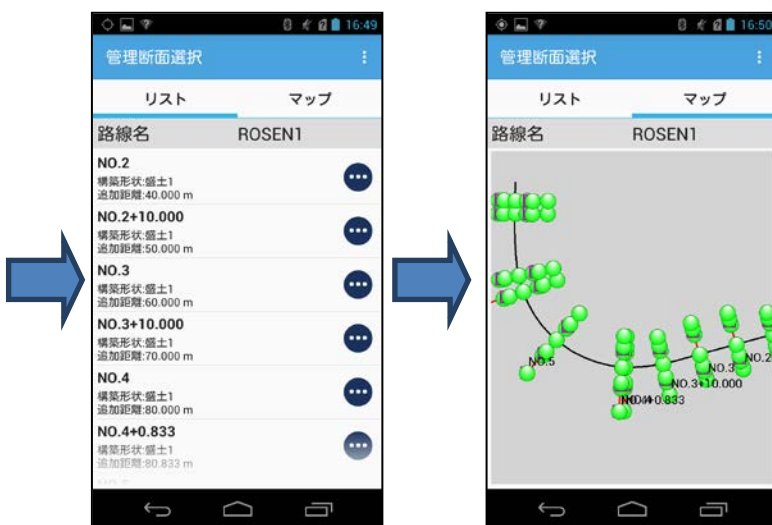 16:49
管理断面選択
リスト マップ
路線名 ROSEN1
NO.2
構築形状:盛土1
追加距離:40.000 m
NO.2+10.000
構築形状:盛土1
追加距離:50.000 m
NO.3
構築形状:盛土1
追加距離:60.000 m
NO.3+10.000
構築形状:盛土1
追加距離:70.000 m
NO.4
構築形状:盛土1
追加距離:80.000 m
NO.4+0.833
構築形状:盛土1
追加距離:80.833 m
16:50
管理断面選択
リスト マップ
路線名 ROSEN1
NO.5
NO.2
NO.3
NO.3+10.000